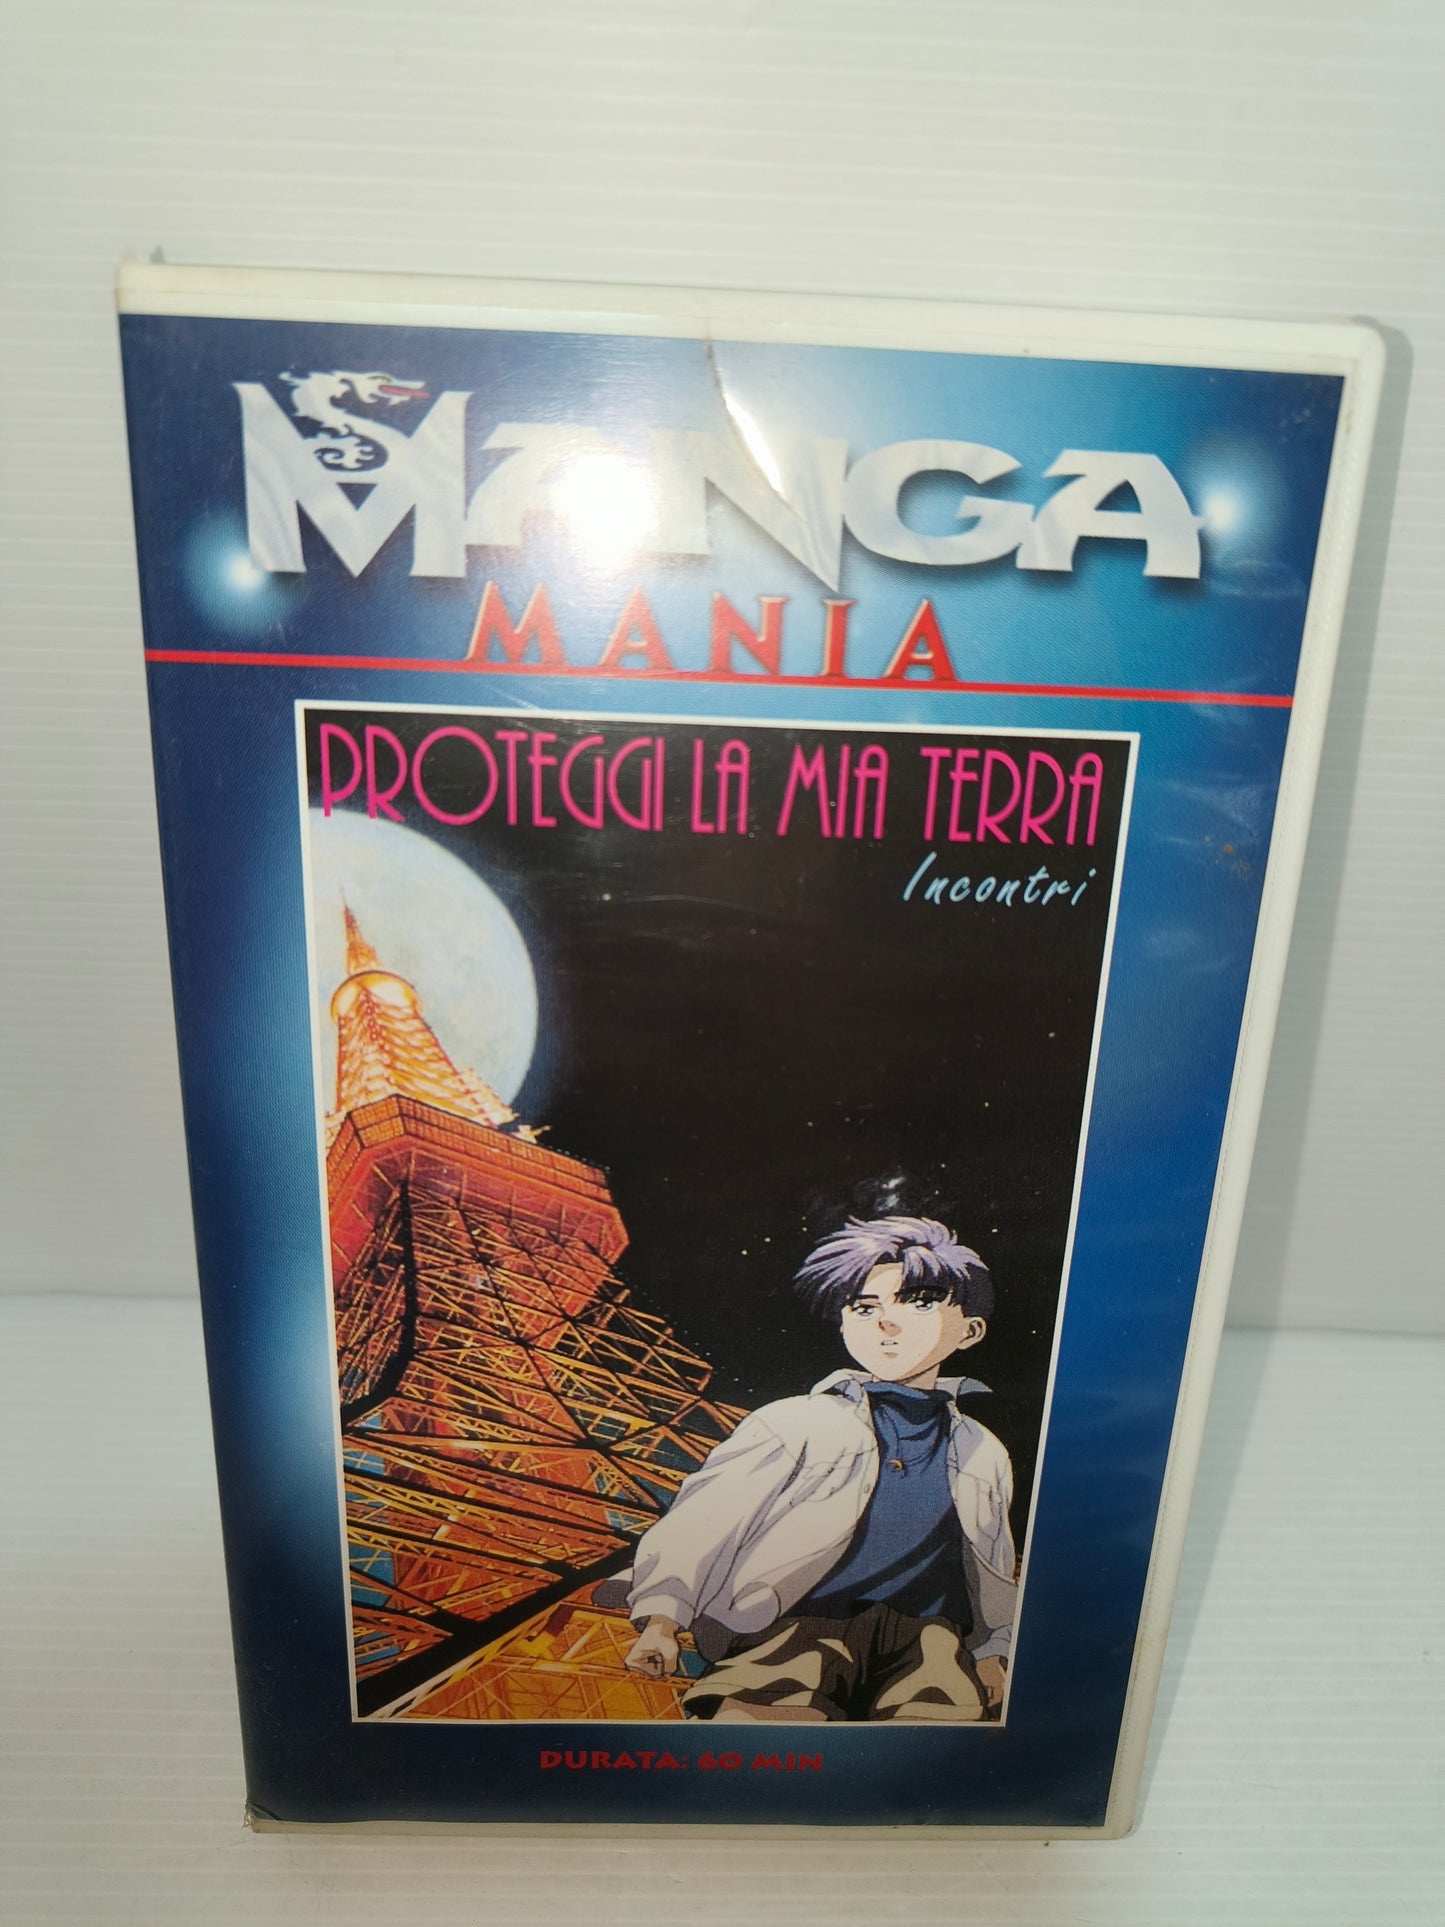 MANGA
MANIA
PROTEGGI LA MIA TERRA
Incontri
DURATA: 60 MIN